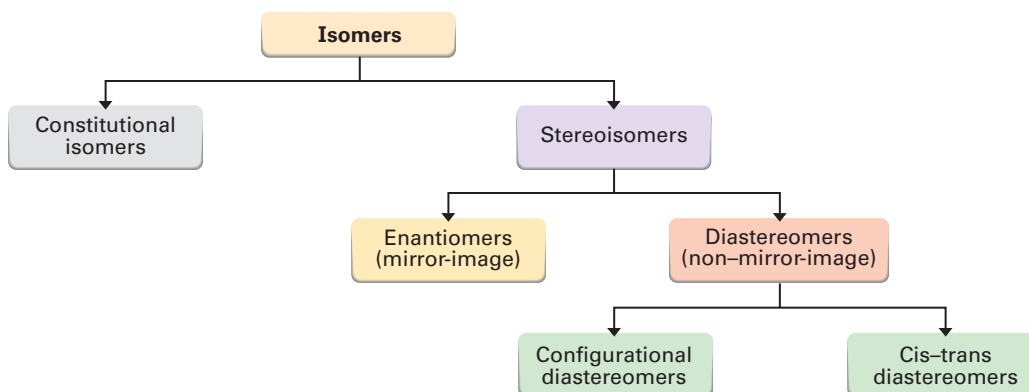 Isomers
Constitutional
isomers
Stereoisomers
Enantiomers
(mirror-image)
Diastereomers
(non–mirror-image)
Configurational
diastereomers
Cis–trans
diastereomers